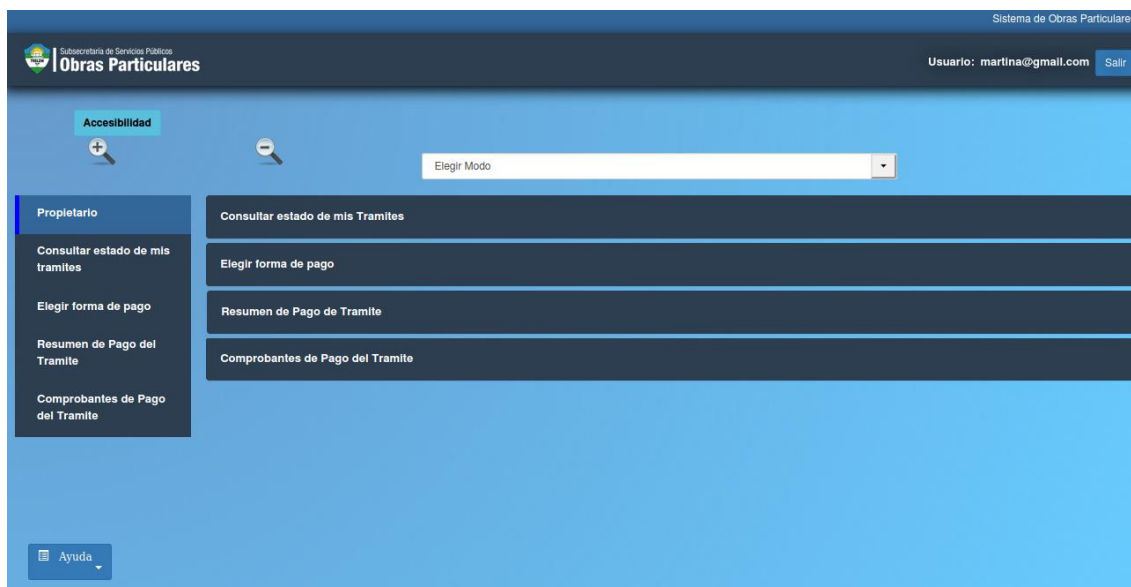 Sistema de Obras Particulare
Subsecretaría de Servicios Públicos
Obras Particulares
Usuario: martina@gmail.com
Salir
Accesibilidad
Elegir Modo
Propietario
Consultar estado de mis
tramites
Elegir forma de pago
Resumen de Pago del
Tramite
Comprobantes de Pago
del Tramite
Consultar estado de mis Tramites
Elegir forma de pago
Resumen de Pago de Tramite
Comprobantes de Pago del Tramite
Ayuda